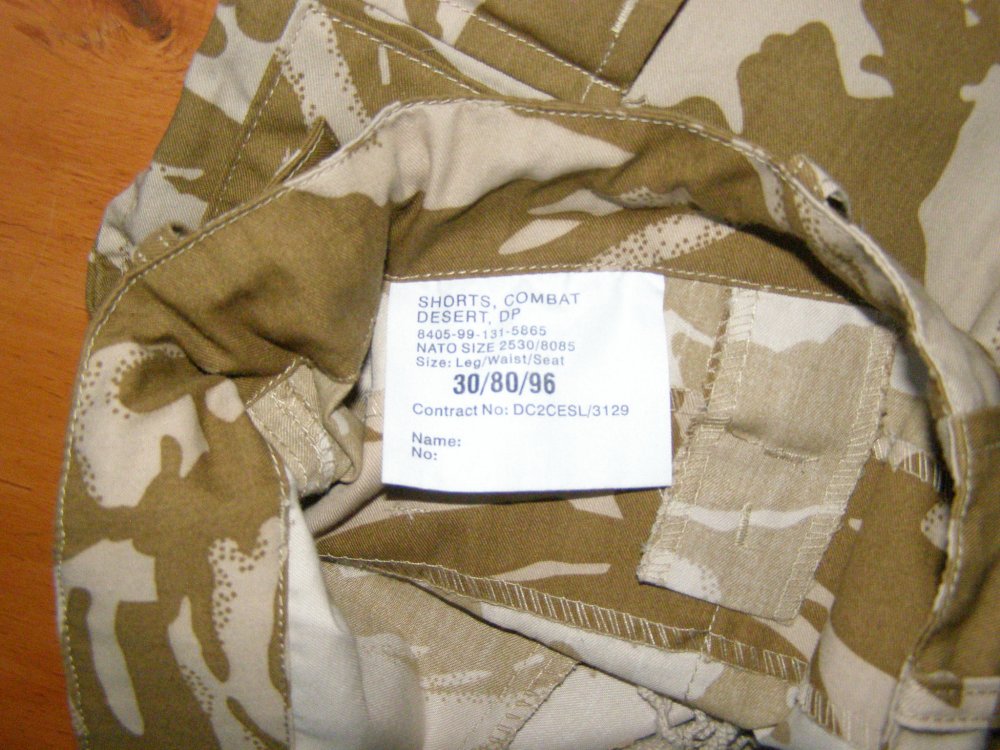 SHORTS, COMBAT
DESERT, DP
8405-99-131-5865
NATO SIZE 2530/8085
Size: Leg/Waist/Seat
30/80/96
Contract No: DC2CESL/3129
Name:
No: